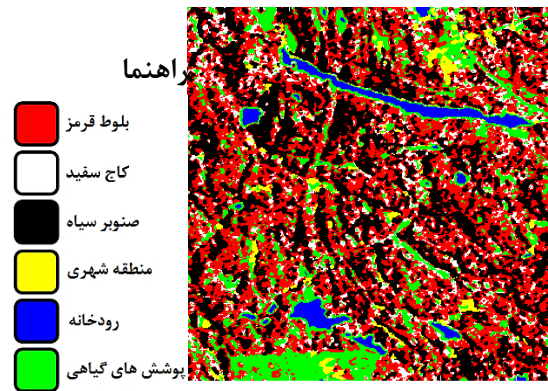 راهنما
بلوط قرمز
کاج سفید
صنوبر سیاه
منطقه شهری
رودخانه
پوشش های گیاهی